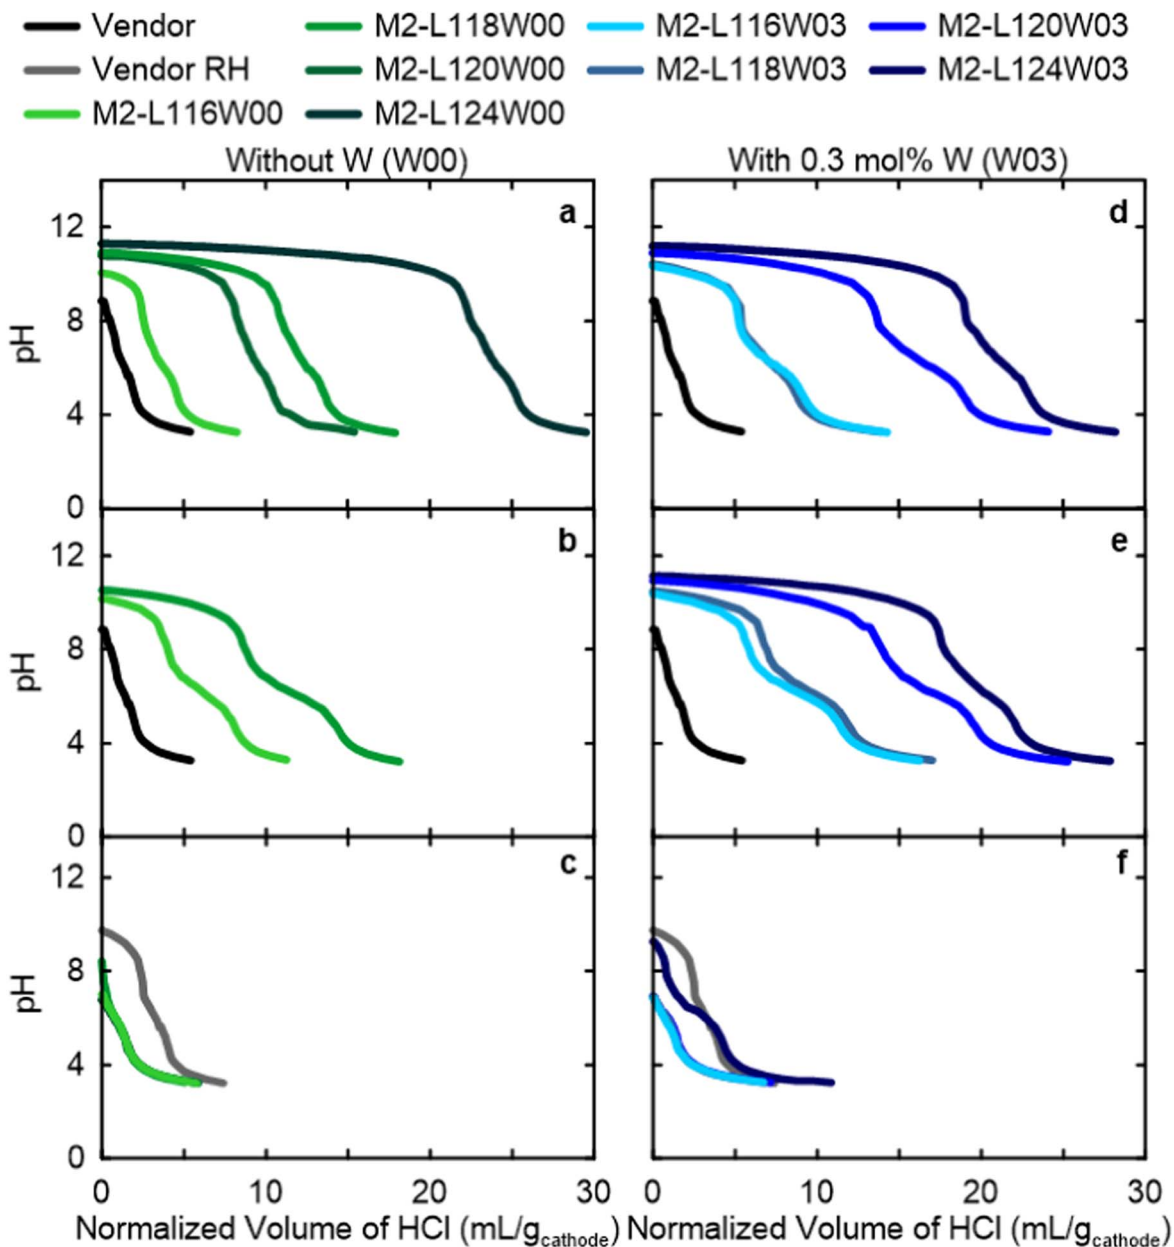 Vendor M2-L118W00 M2-L116W03 M2-L120W03
Vendor RH M2-L120W00 M2-L118W03 M2-L124W03
M2-L116W00 M2-L124W00
Without W (W00) With 0.3 mol% W (W03)
a d
12 
8
pH
4
0
b e
12
8
pH
4
0
c f
12
8
pH
4
0
0 10 20 30 0 10 20 30
Normalized Volume of HCl (mL/gcathode) Normalized Volume of HCl (mL/gcathode)